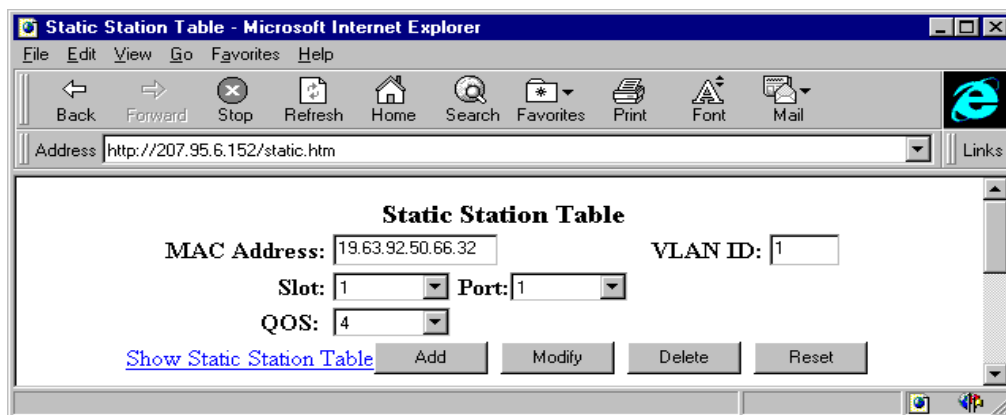 Static Station Table - Microsoft Internet Explorer
File Edit View Go Favorites Help
Back Forward Stop Refresh Home Search Favorites Print Font Mail
Address http://207.95.6.152/static.htm Links
Static Station Table
MAC Address: 19.63.92.50.66.32 VLAN ID: 1
Slot: 1 Port: 1
QOS: 4
Show Static Station Table Add Modify Delete Reset